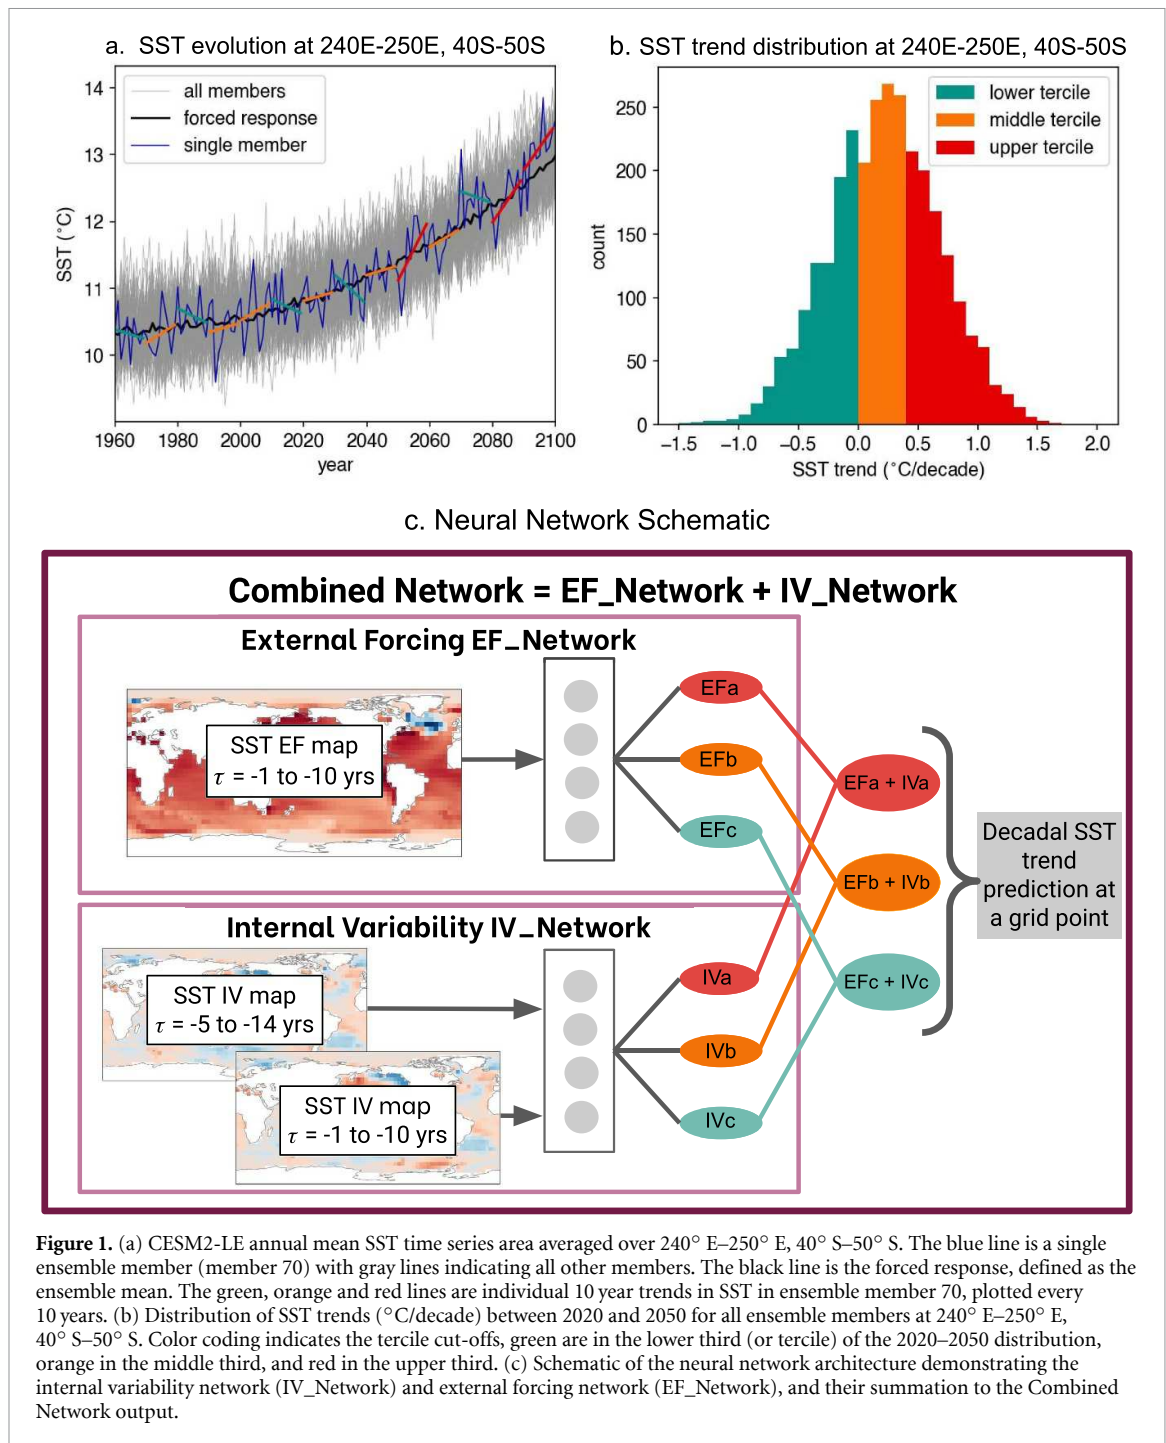 a. SST evolution at 240E-250E, 40S-50S
all members
forced response
single member
14
13
12
11
10
SST (°C)
1960 1980 2000 2020 2040 2060 2080 2100
year
b. SST trend distribution at 240E-250E, 40S-50S
lower tercile
middle tercile
upper tercile
250
200
150
100
50
0
count
−1.5 −1.0 −0.5 0.0 0.5 1.0 1.5 2.0
SST trend (°C/decade)
c. Neural Network Schematic
Combined Network = EF_Network + IV_Network
External Forcing EF_Network
SST EF map
τ = -1 to -10 yrs
EFa
EFb
EFc
Internal Variability IV_Network
SST IV map
τ = -5 to -14 yrs
SST IV map
τ = -1 to -10 yrs
IVa
IVb
IVc
EFa + IVa
EFb + IVb
EFc + IVc
Decadal SST
trend
prediction at
a grid point
Figure 1. (a) CESM2-LE annual mean SST time series area averaged over 240° E–250° E, 40° S–50° S. The blue line is a single
ensemble member (member 70) with gray lines indicating all other members. The black line is the forced response, defined as the
ensemble mean. The green, orange and red lines are individual 10 year trends in SST in ensemble member 70, plotted every
10 years. (b) Distribution of SST trends (°C/decade) between 2020 and 2050 for all ensemble members at 240° E–250° E,
40° S–50° S. Color coding indicates the tercile cut-offs, green are in the lower third (or tercile) of the 2020–2050 distribution,
orange in the middle third, and red in the upper third. (c) Schematic of the neural network architecture demonstrating the
internal variability network (IV_Network) and external forcing network (EF_Network), and their summation to the Combined
Network output.